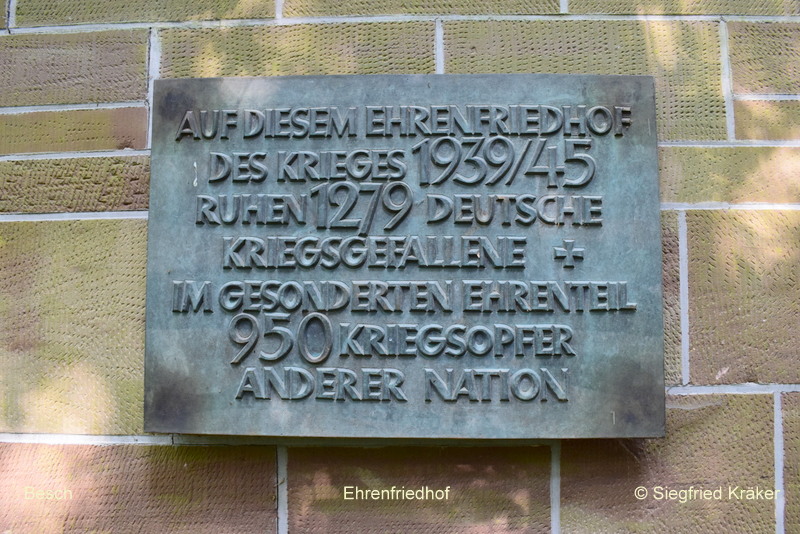 AUF DIESEM EHRENFRIEDHOF
DES KRIEGES 1939/45
RUHEN 1279 DEUTSCHE
KRIEGSGEFALLENE ✠
IM GESONDERTEN EHRENTEIL
950 KRIEGSOPFER
ANDERER NATION
Besch Ehrenfriedhof © Siegfried Kräker